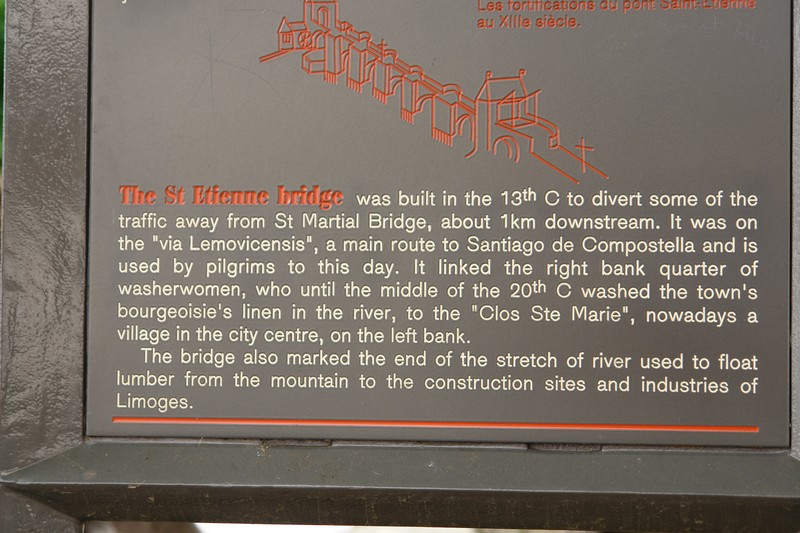 Les fortifications du pont Saint-Etienne
au XIIIe siècle.
The St Etienne bridge was built in the 13th C to divert some of the
traffic away from St Martial Bridge, about 1km downstream. It was on
the "via Lemovicensis", a main route to Santiago de Compostella and is
used by pilgrims to this day. It linked the right bank quarter of
washerwomen, who until the middle of the 20th C washed the town's
bourgeoisie's linen in the river, to the "Clos Ste Marie", nowadays a
village in the city centre, on the left bank.
The bridge also marked the end of the stretch of river used to float
lumber from the mountain to the construction sites and industries of
Limoges.